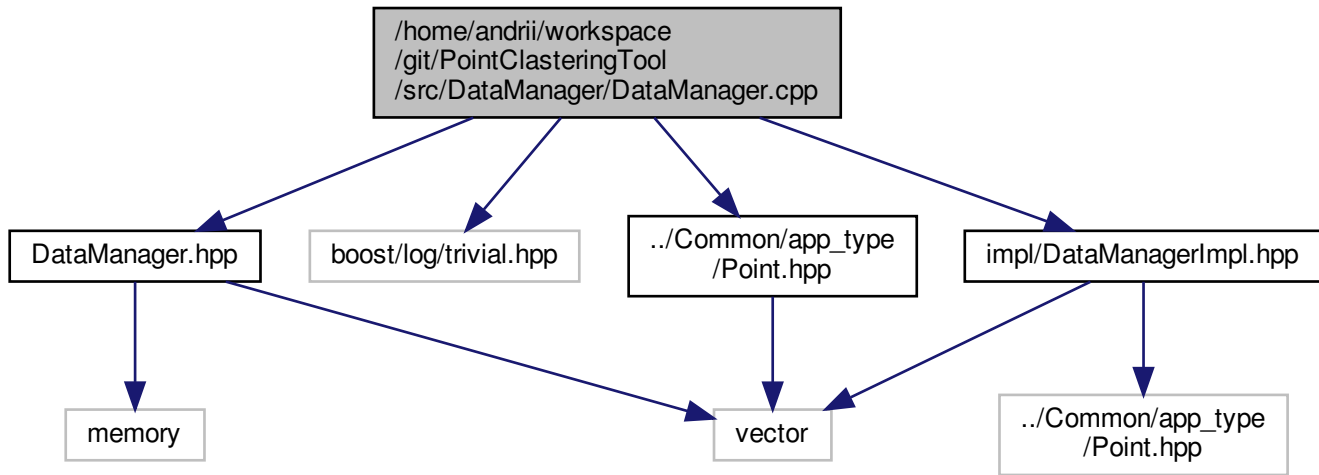 /home/andrii/workspace
/git/PointClasteringTool
/src/DataManager/DataManager.cpp
DataManager.hpp
boost/log/trivial.hpp
../Common/app_type
/Point.hpp
impl/DataManagerImpl.hpp
memory
vector
../Common/app_type
/Point.hpp